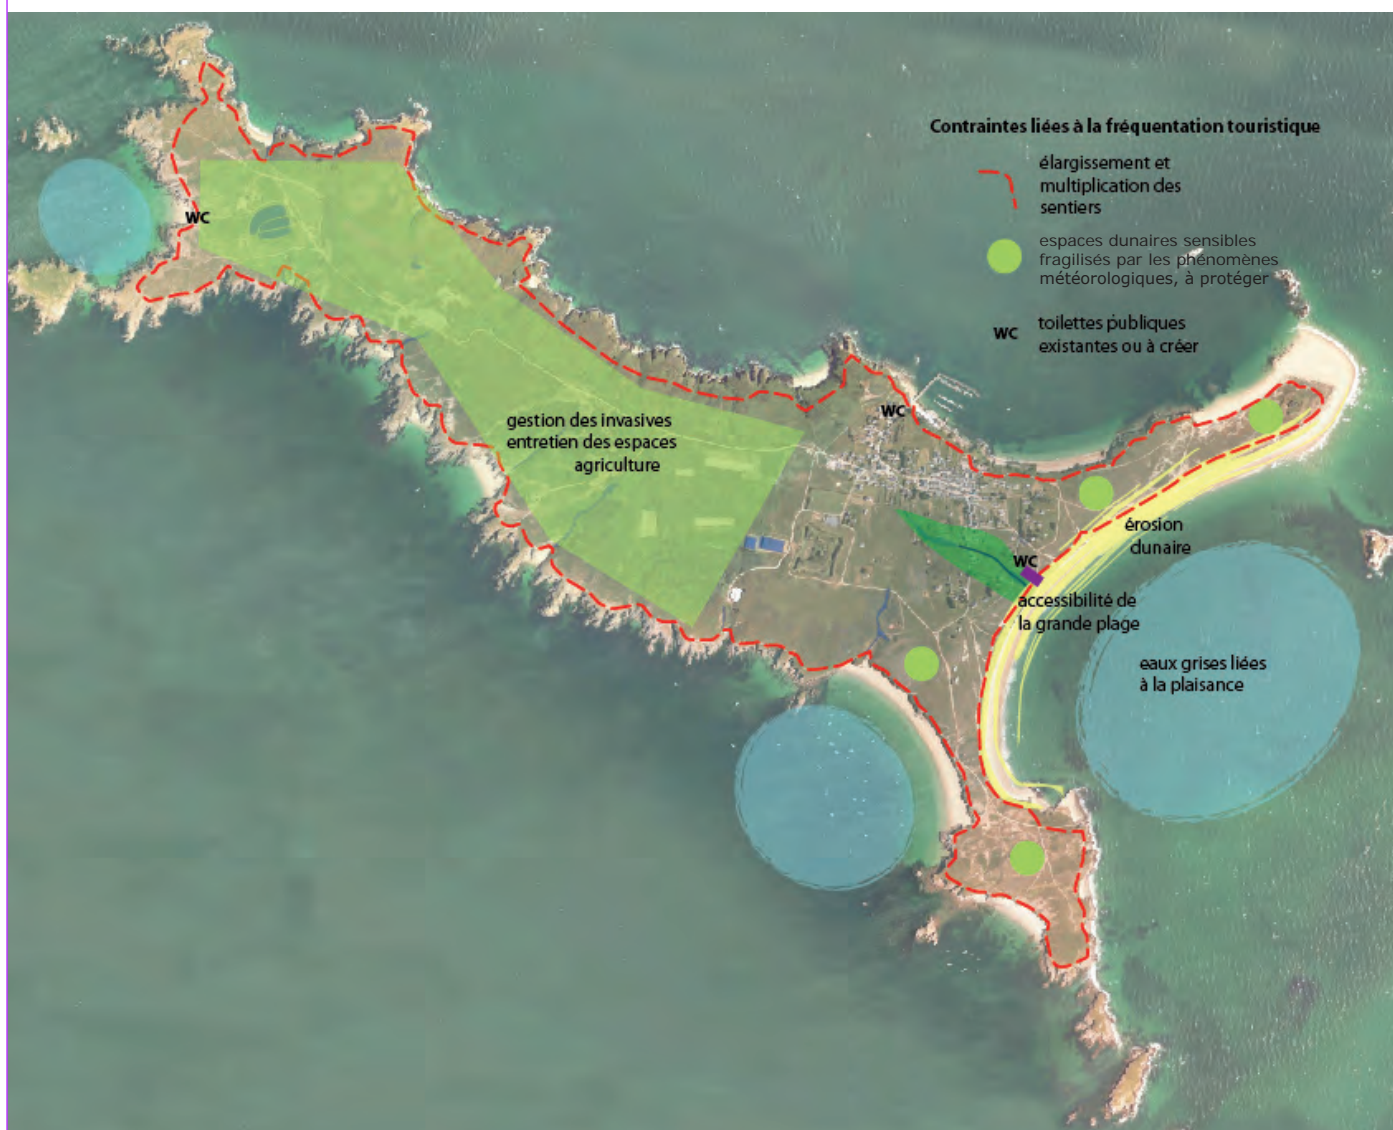 Contraintes liées à la fréquentation touristique
élargissement et
multiplication des
sentiers
espaces dunaires sensibles
fragilisés par les phénomènes
météorologiques, à protéger
WC
toilettes publiques
existantes ou à créer
WC
WC
gestion des invasives
entretien des espaces
agriculture
érosion
dunaire
WC
accessibilité de
la grande plage
eaux grises liées
à la plaisance